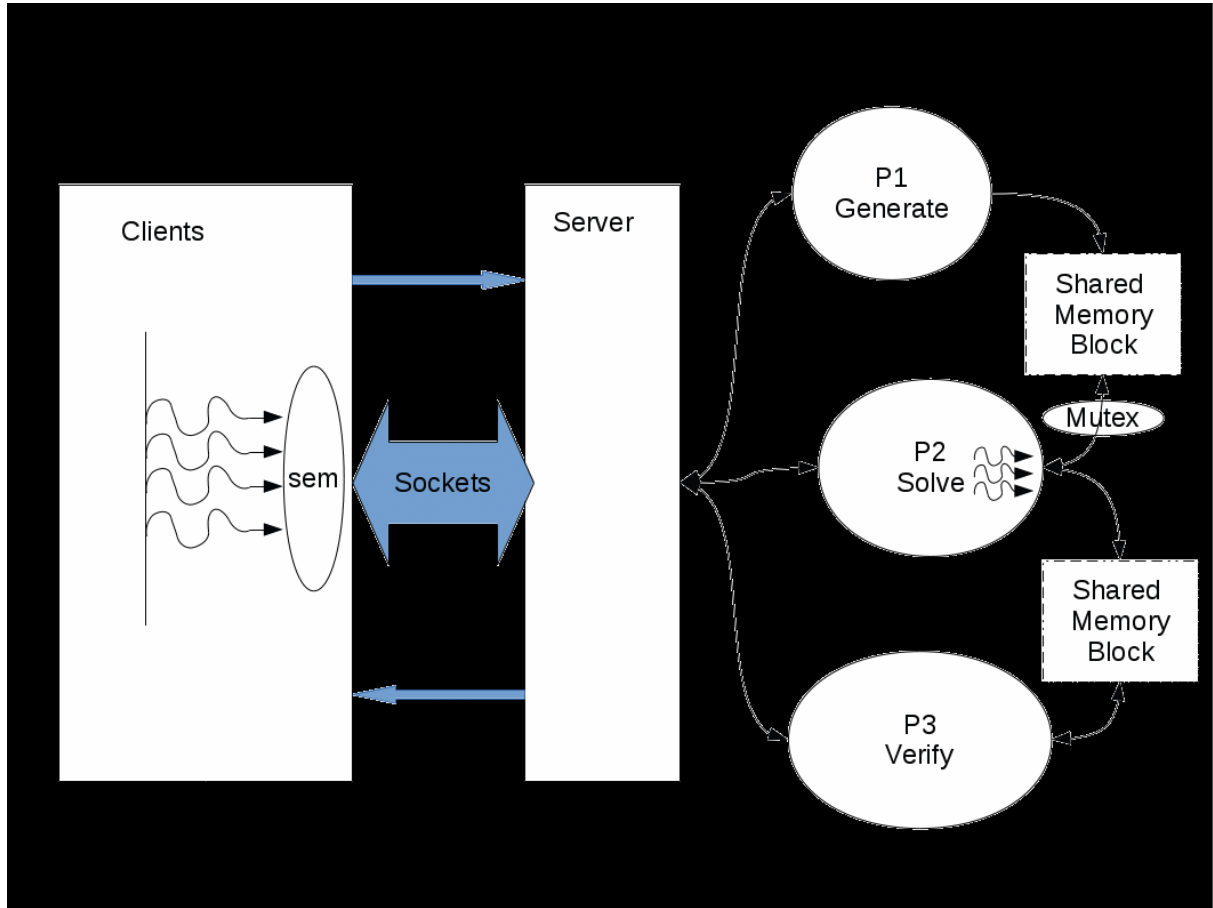 Clients
sem
Sockets
Server
P1
Generate
Shared
Memory
Block
Mutex
P2
Solve
Shared
Memory
Block
P3
Verify